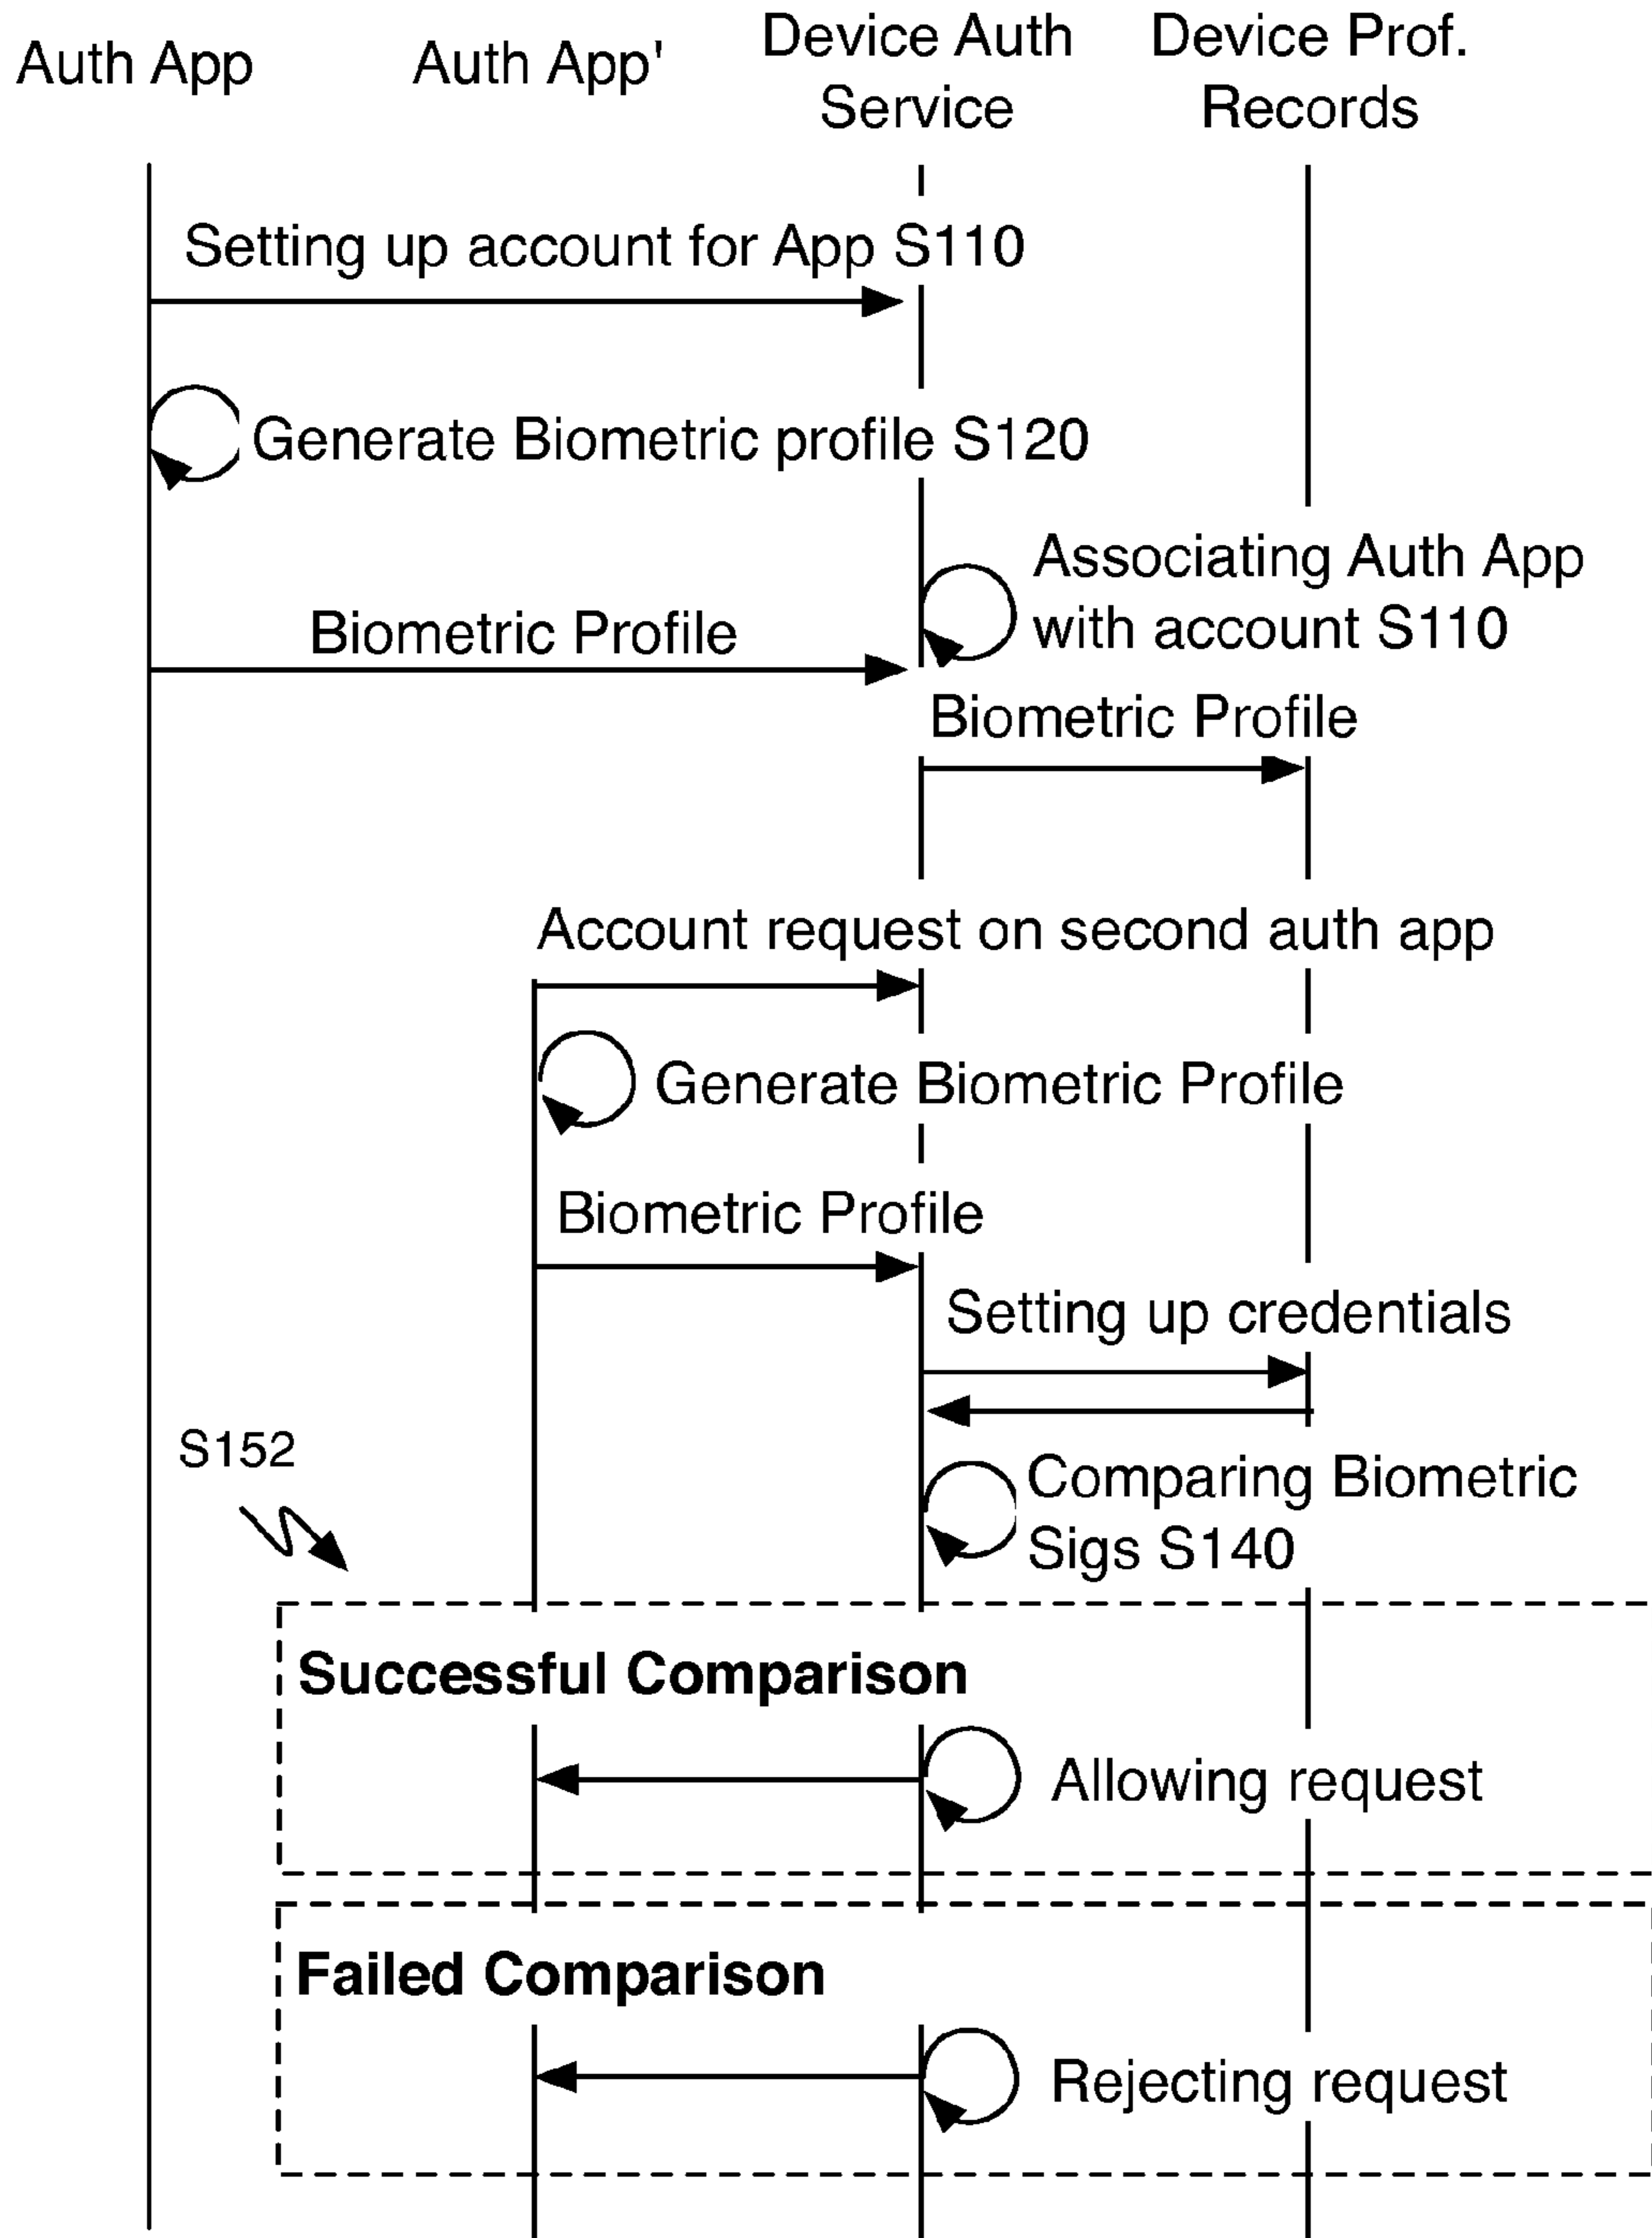 Auth App
Auth App'
Device Auth
Service
Device Prof.
Records
Setting up account for App S110
Generate Biometric profile S120
Associating Auth App
with account S110
Biometric Profile
Biometric Profile
Account request on second auth app
Generate Biometric Profile
Biometric Profile
Setting up credentials
S152
Comparing Biometric
Sigs S140
Successful Comparison
Allowing request
Failed Comparison
Rejecting request